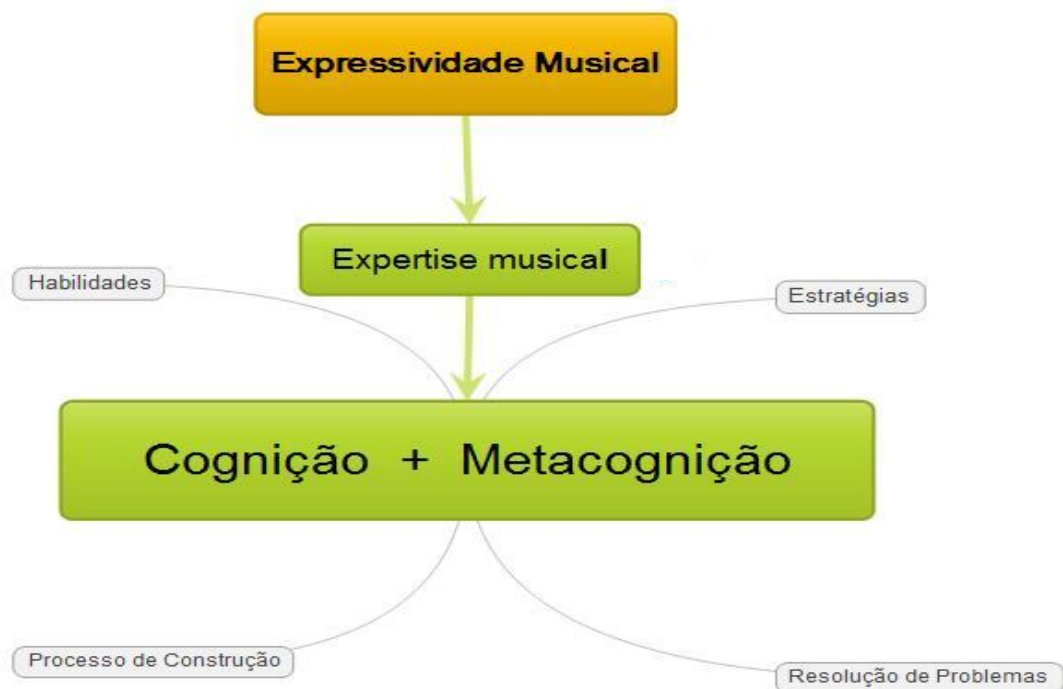 Expressividade Musical
Expertise musical
Habilidades
Estratégias
Cognição + Metacognição
Processo de Construção
Resolução de Problemas